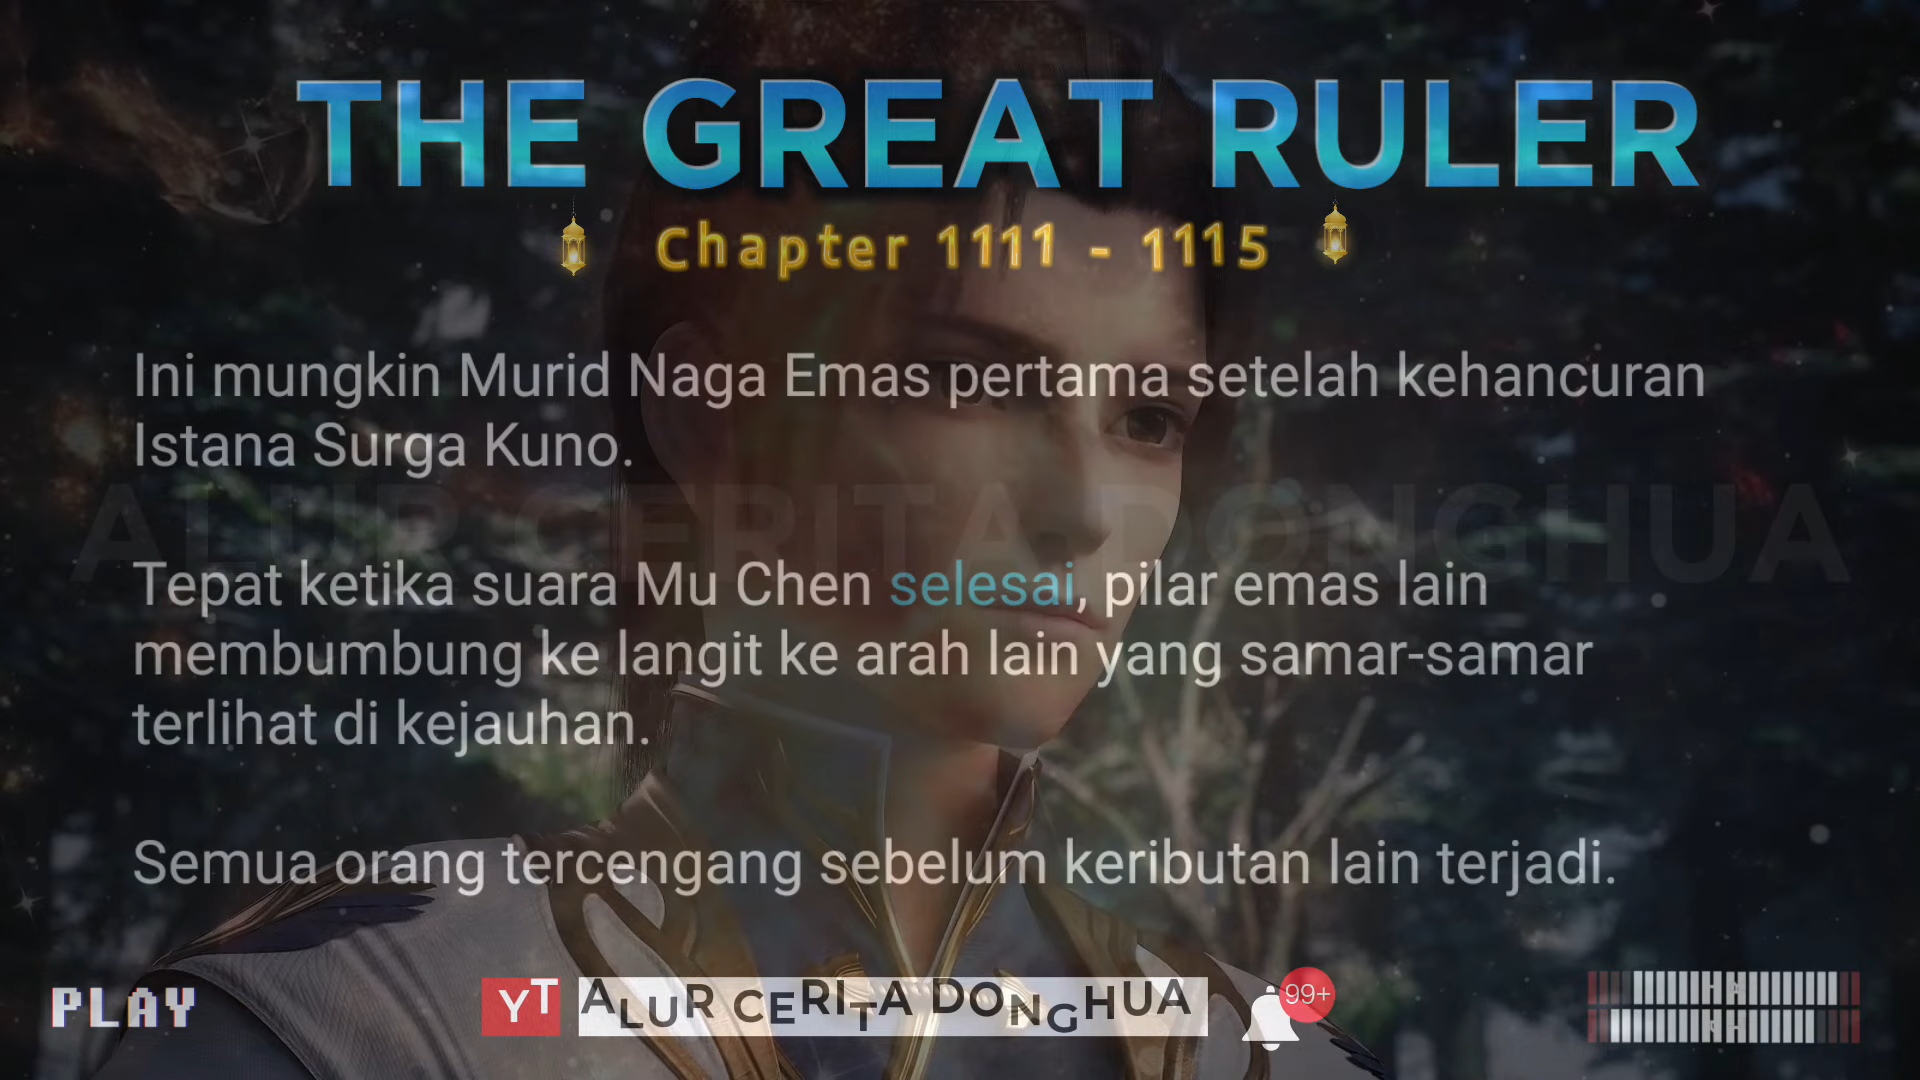 THE GREAT RULER
Chapter 1111 - 1115
Ini mungkin Murid Naga Emas pertama setelah kehancuran
Istana Surga Kuno.
ALUR CERITA DONGHUA
Tepat ketika suara Mu Chen selesai, pilar emas lain
membumbung ke langit ke arah lain yang samar-samar
terlihat di kejauhan.
Semua orang tercengang sebelum keributan lain terjadi.
PLAY
YT ALUR CERITA DONGHUA
99+